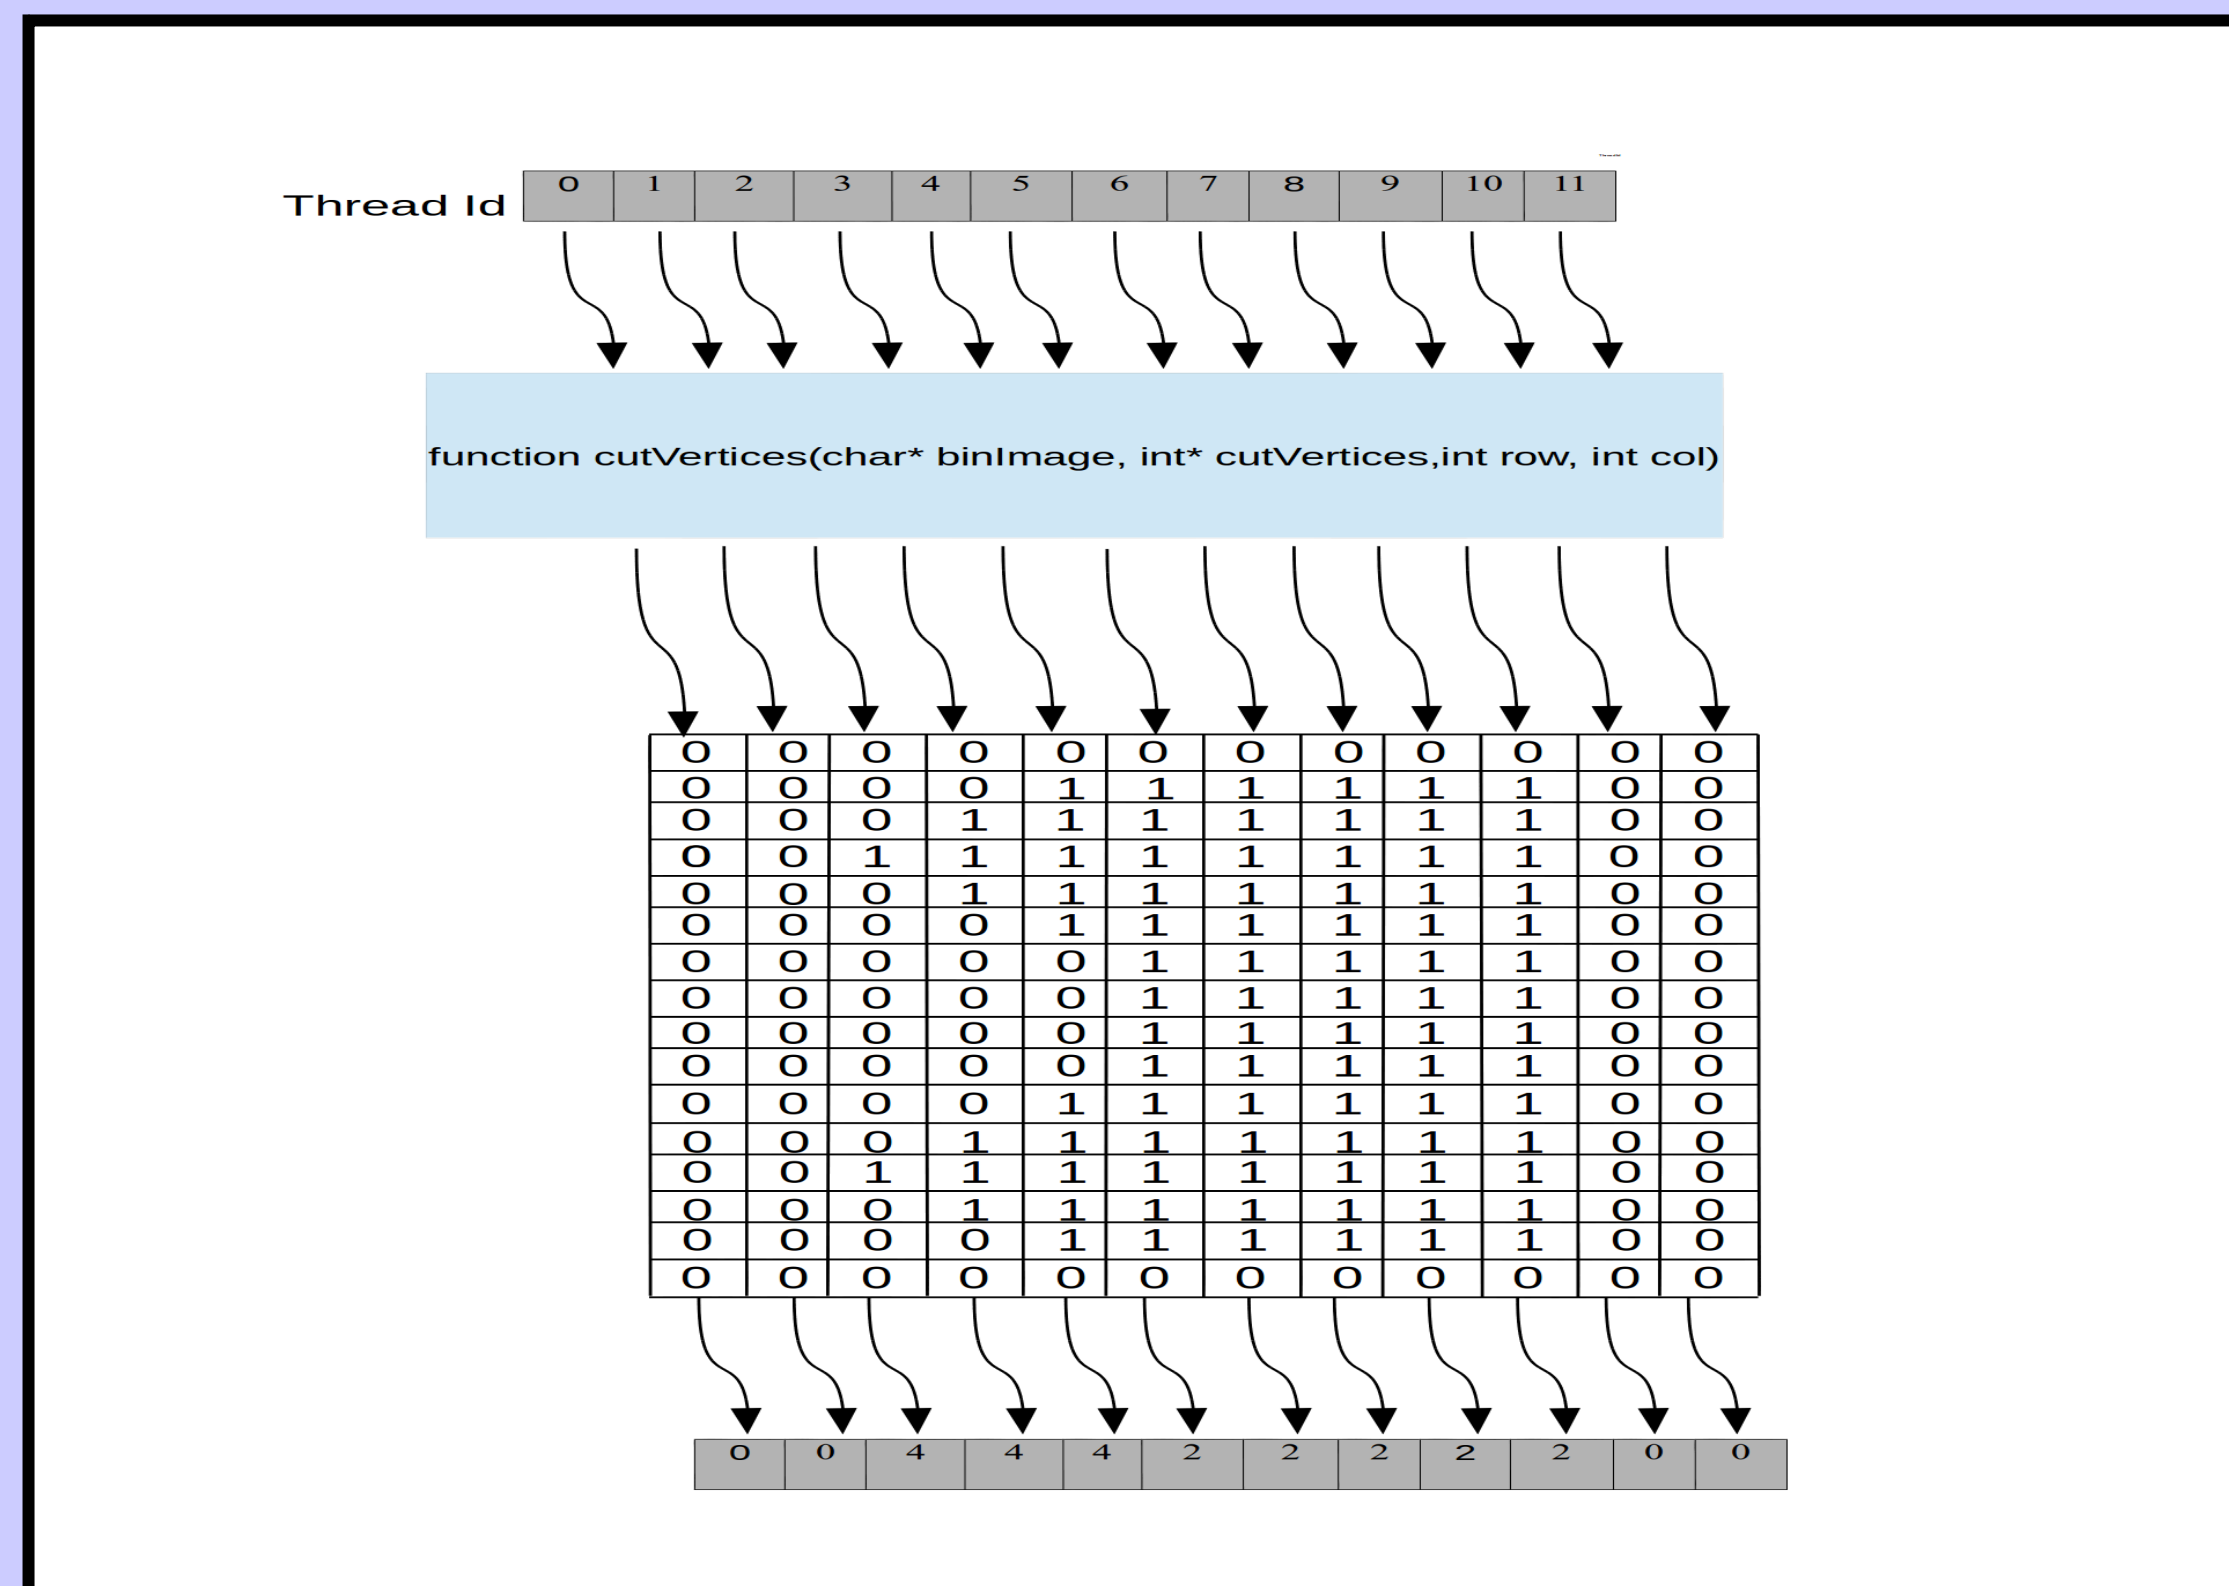 Thread Id 0 1 2 3 4 5 6 7 8 9 10 11
function cutVertices(char* binImage, int* cutVertices,int row, int col)
0 0 0 0 0 0 0 0 0 0 0 0
0 0 0 0 1 1 1 1 1 1 0 0
0 0 0 1 1 1 1 1 1 1 0 0
0 0 1 1 1 1 1 1 1 1 0 0
0 0 0 1 1 1 1 1 1 1 0 0
0 0 0 0 1 1 1 1 1 1 0 0
0 0 0 0 0 1 1 1 1 1 0 0
0 0 0 0 0 1 1 1 1 1 0 0
0 0 0 0 0 1 1 1 1 1 0 0
0 0 0 0 0 1 1 1 1 1 0 0
0 0 0 0 1 1 1 1 1 1 0 0
0 0 0 1 1 1 1 1 1 1 0 0
0 0 1 1 1 1 1 1 1 1 0 0
0 0 0 1 1 1 1 1 1 1 0 0
0 0 0 0 1 1 1 1 1 1 0 0
0 0 0 0 0 0 0 0 0 0 0 0
0 0 4 4 4 2 2 2 2 2 0 0